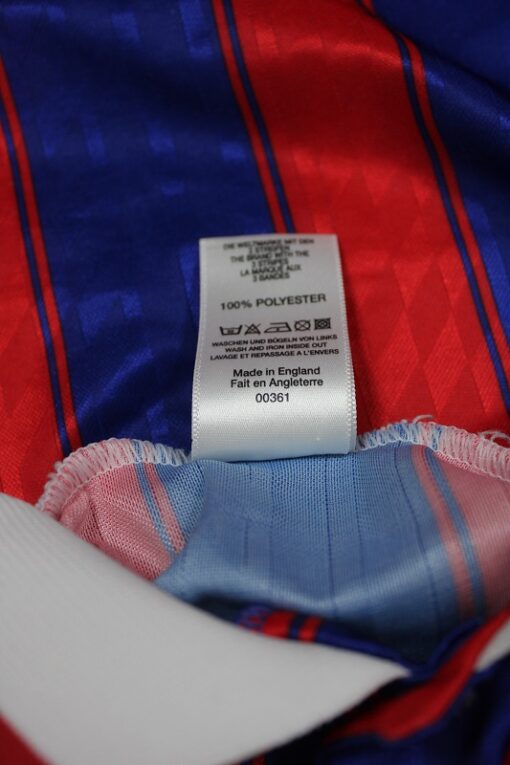 DIE WELTMARKE MIT DEN
3 STREIFEN
THE BRAND WITH THE
3 STRIPES
LA MARQUE AUX
3 BANDES
100% POLYESTER
WASCHEN UND BÜGELN VON LINKS
WASH AND IRON INSIDE OUT
LAVAGE ET REPASSAGE A L'ENVERS
Made in England
Fait en Angleterre
00361